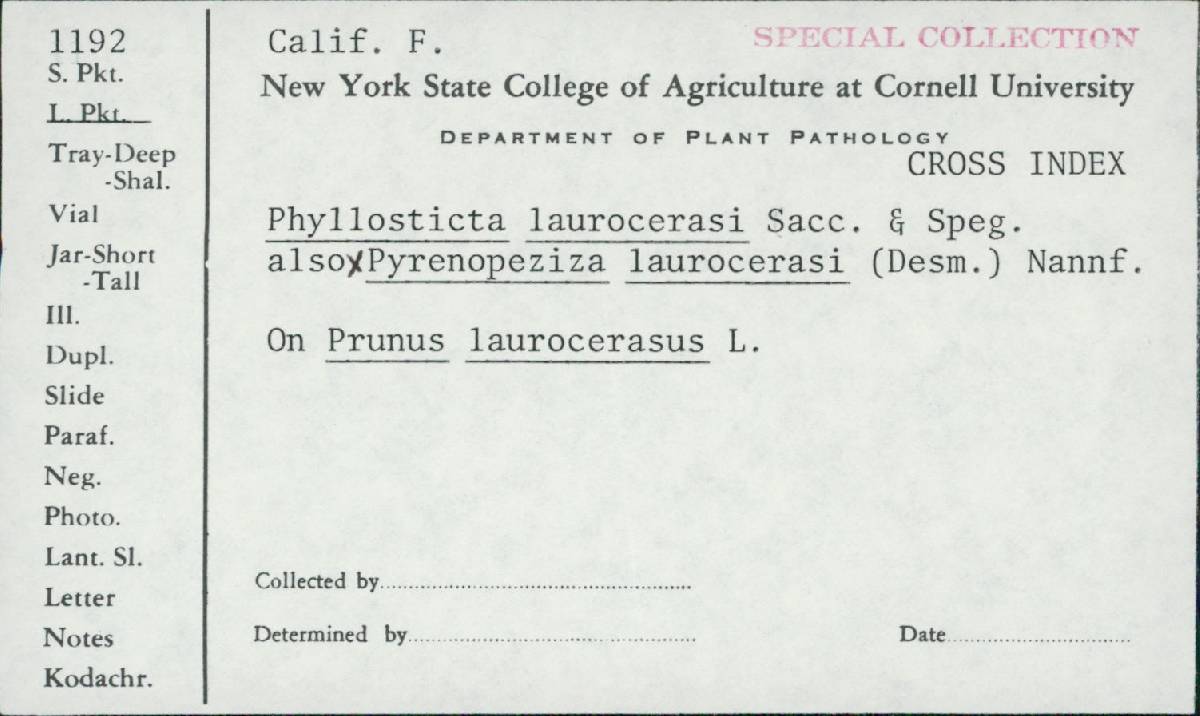 1192
S. Pkt.
L. Pkt.
Tray-Deep
-Shal.
Vial
Jar-Short
-Tall
Ill.
Dupl.
Slide
Paraf.
Neg.
Photo.
Lant. Sl.
Letter
Notes
Kodachr.
Calif. F.
SPECIAL COLLECTION
New York State College of Agriculture at Cornell University
DEPARTMENT OF PLANT PATHOLOGY
CROSS INDEX
Phyllosticta laurocerasi Sacc. & Speg.
also Pyrenopeziza laurocerasi (Desm.) Nannf.
On Prunus laurocerasus L.
Collected by
Determined by
Date